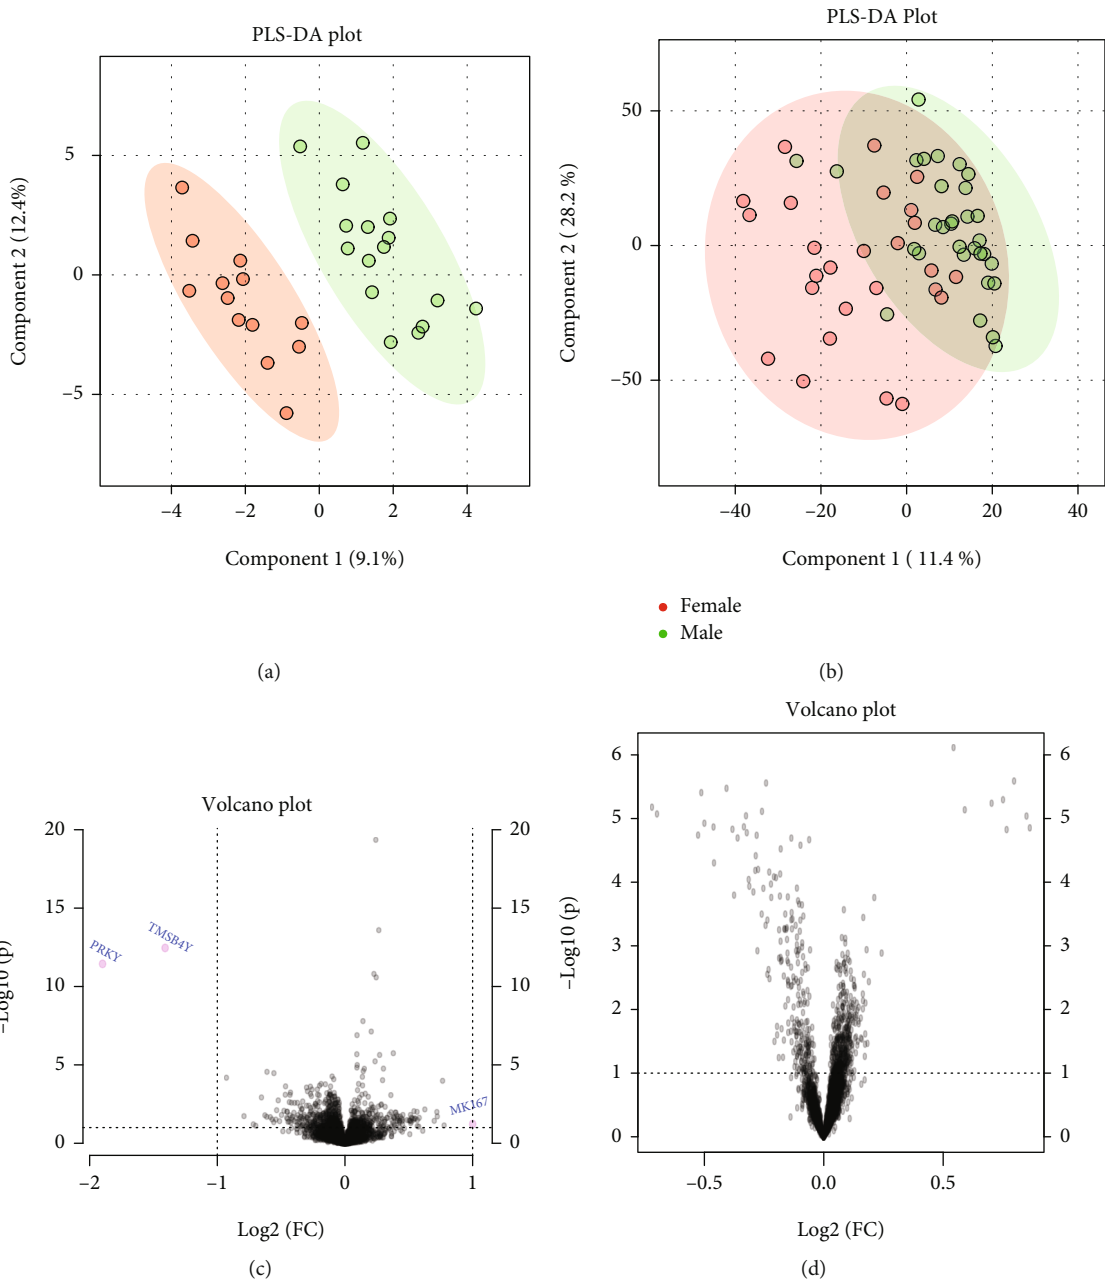 PLS-DA plot
Component 2 (12.4%)
5
0
−5
−4 −2 0 2 4
Component 1 (9.1%)
(a)
PLS-DA Plot
Component 2 ( 28.2 %)
50
0
−50
−40 −20 0 20 40
Component 1 ( 11.4 %)
Female
Male
(b)
Volcano plot
−Log10 (p)
20 20
15 15
10 10
5 5
0 0
PRKY
TMSB4Y
MK167
−2 −1 0 1
Log2 (FC)
(c)
Volcano plot
−Log10 (p)
6 6
5 5
4 4
3 3
2 2
1 1
0 0
−0.5 0.0 0.5
Log2 (FC)
(d)